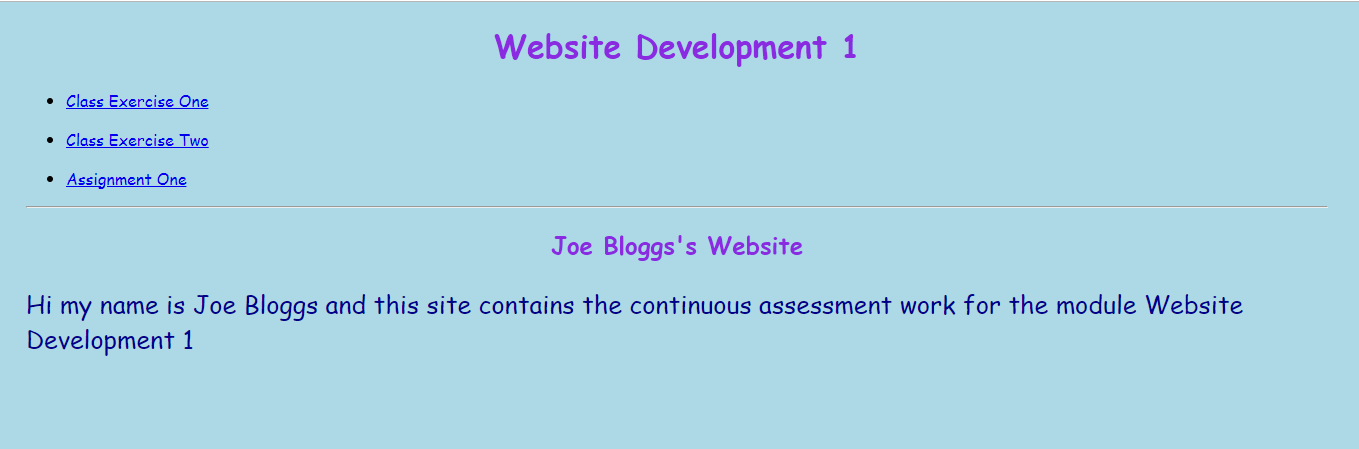 Website Development 1
Class Exercise One
Class Exercise Two
Assignment One
Joe Bloggs's Website
Hi my name is Joe Bloggs and this site contains the continuous assessment work for the module Website
Development 1